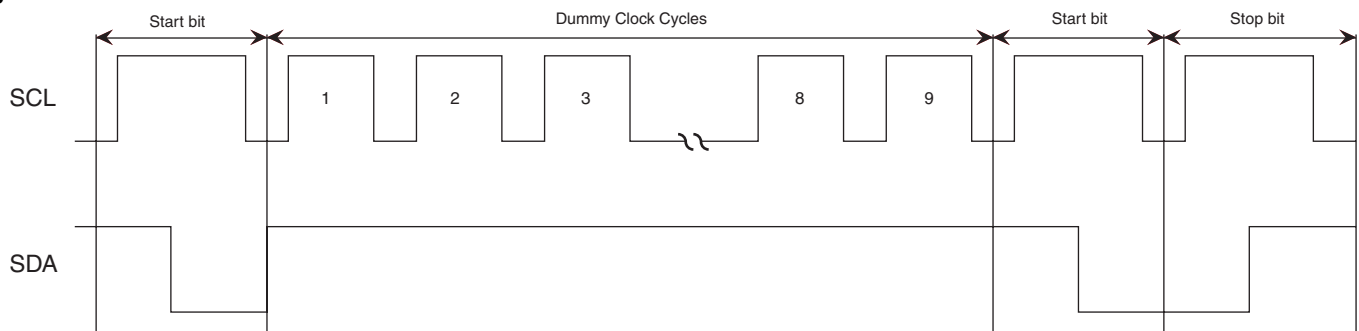 Start bit Dummy Clock Cycles Start bit Stop bit
SCL 1 2 3 8 9
SDA